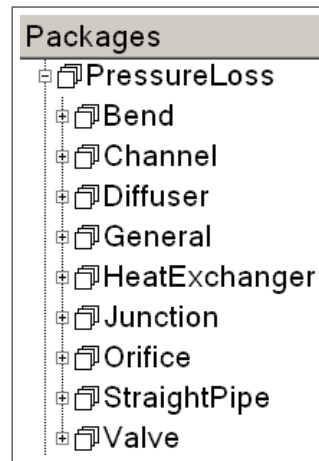 Packages
PressureLoss
Bend
Channel
Diffuser
General
HeatExchanger
Junction
Orifice
StraightPipe
Valve